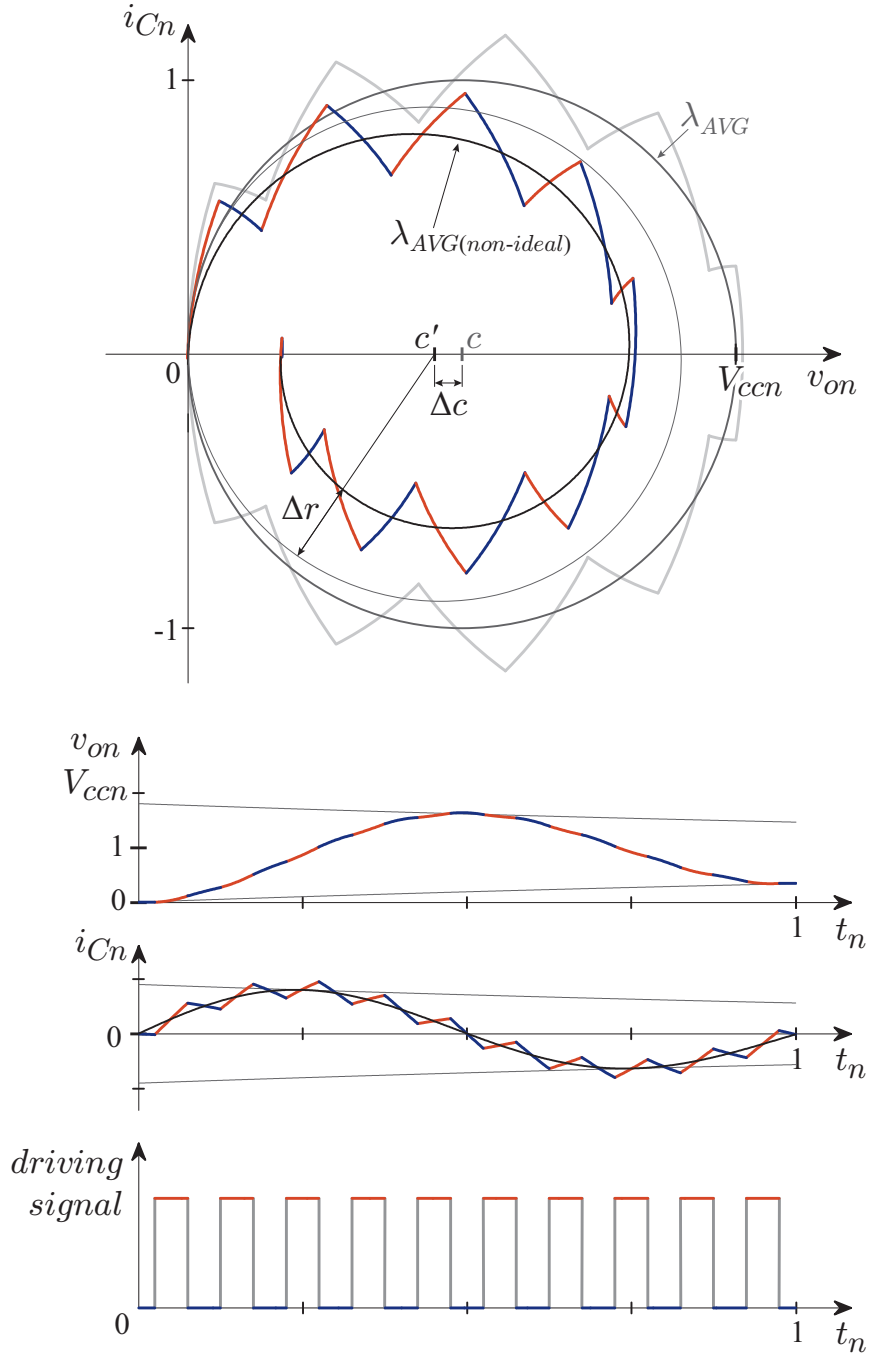 i_Cn
1
λ_AVG
λ_AVG(non-ideal)
c′ c
0
V_ccn
v_on
Δc
Δr
-1
v_on
V_ccn
1
0
1
t_n
i_Cn
0
1
t_n
driving
signal
0
1
t_n